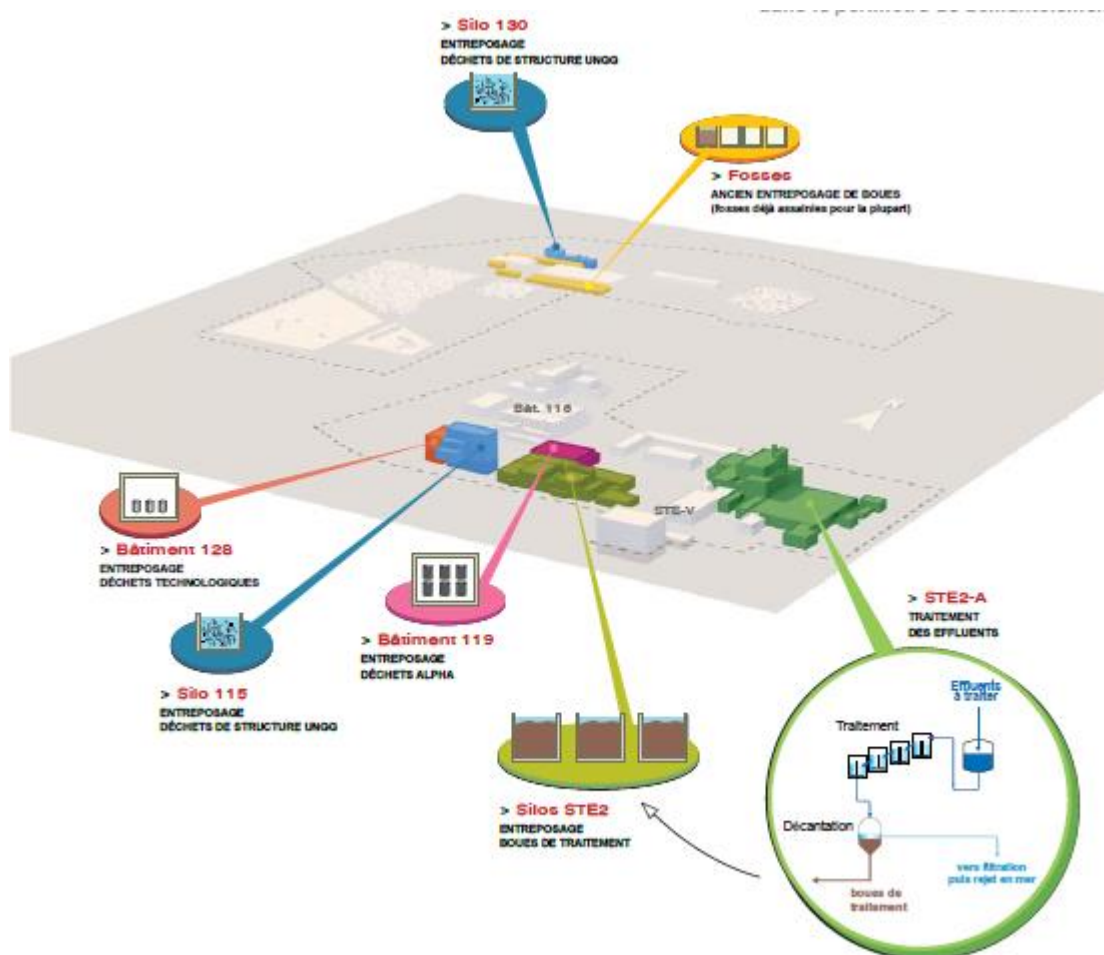 > Silo 130
ENTREPOSAGE
DÉCHETS DE STRUCTURE UNGG
> Fosses
ANCIEN ENTREPOSAGE DE BOUES
(fosses déjà assainies pour la plupart)
Bât. 116
STE-V
> Bâtiment 128
ENTREPOSAGE
DÉCHETS TECHNOLOGIQUES
> Silo 115
ENTREPOSAGE
DÉCHETS DE STRUCTURE UNGG
> Bâtiment 119
ENTREPOSAGE
DÉCHETS ALPHA
> Silos STE2
ENTREPOSAGE
BOUES DE TRAITEMENT
> STE2-A
TRAITEMENT
DES EFFLUENTS
Effluents
à traiter
Traitement
Décantation
vers filtration
puis rejet en mer
boues de
traitement